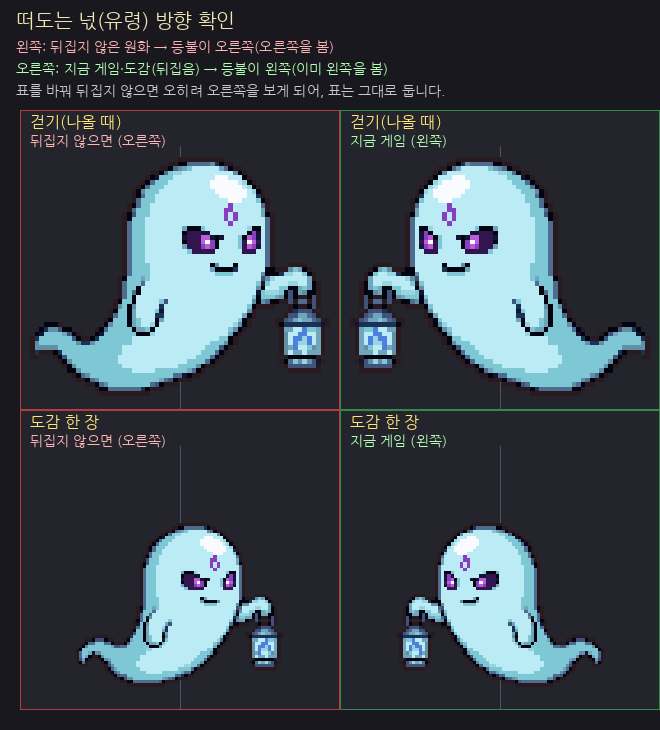 떠도는 넋(유령) 방향 확인
왼쪽: 뒤집지 않은 원화 → 등불이 오른쪽(오른쪽을 봄)
오른쪽: 지금 게임·도감(뒤집음) → 등불이 왼쪽(이미 왼쪽을 봄)
표를 바꿔 뒤집지 않으면 오히려 오른쪽을 보게 되어, 표는 그대로 둡니다.
걷기(나올 때)
뒤집지 않으면 (오른쪽)
걷기(나올 때)
지금 게임 (왼쪽)
도감 한 장
뒤집지 않으면 (오른쪽)
도감 한 장
지금 게임 (왼쪽)